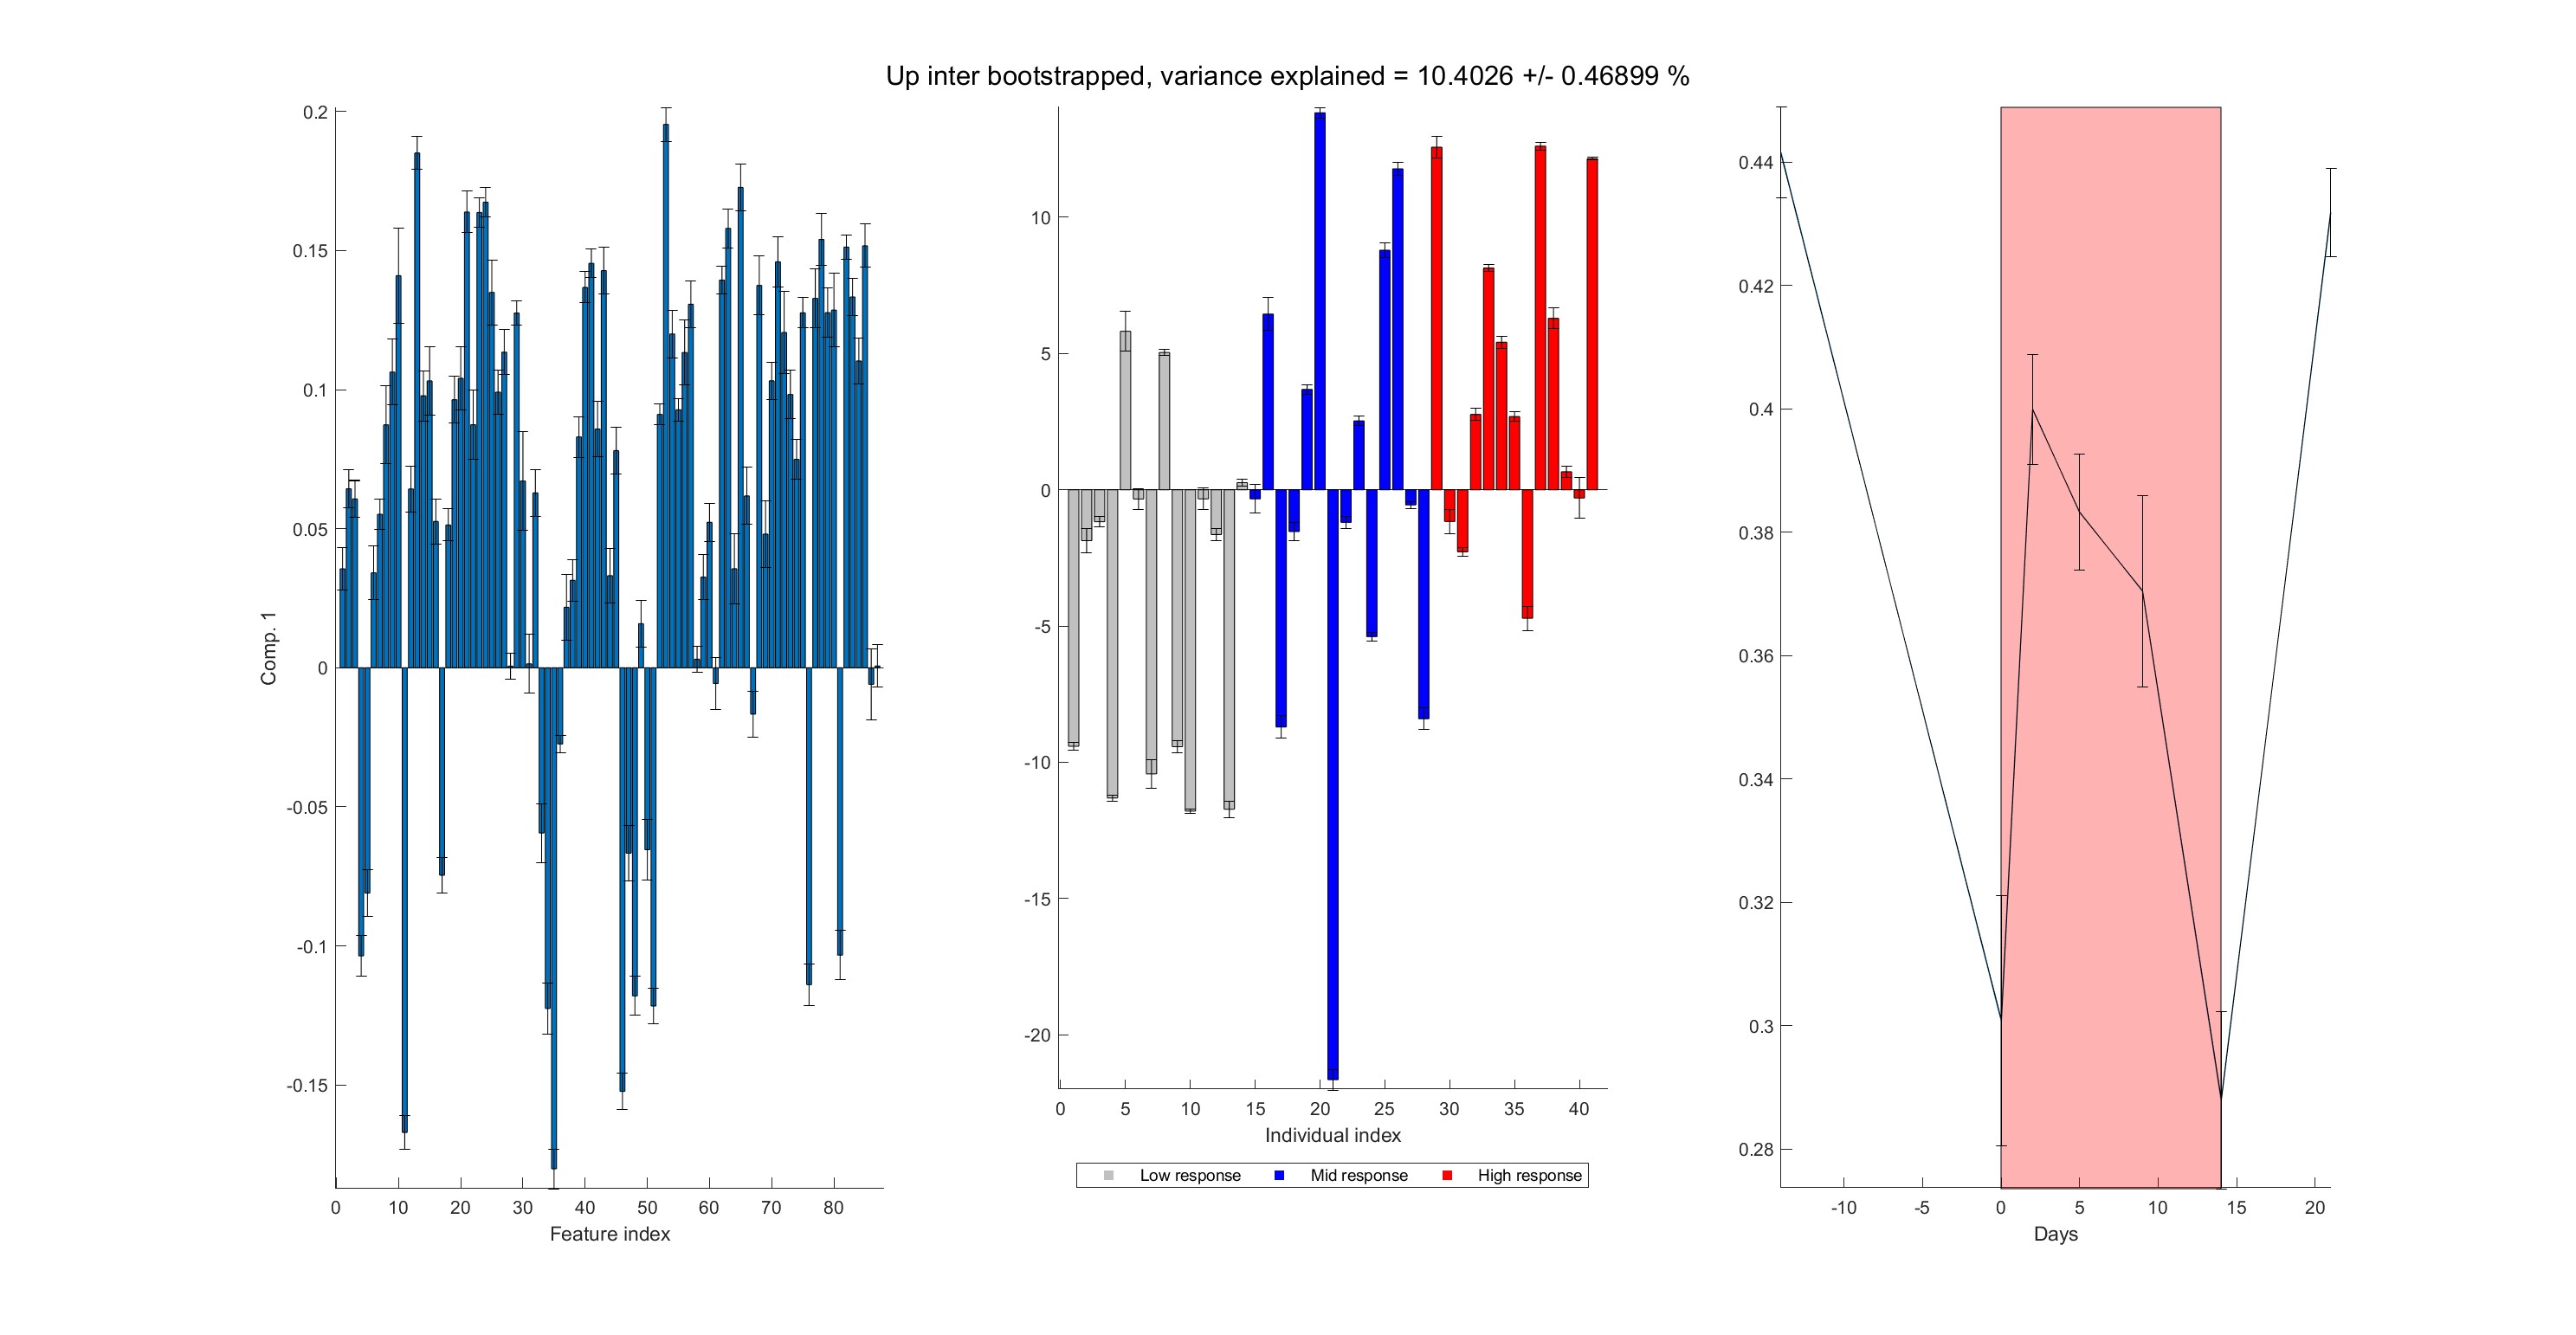 Up inter bootstrapped, variance explained = 10.4026 +/- 0.46899 %
Comp. 1
0.2
0.15
0.1
0.05
0
-0.05
-0.1
-0.15
0 10 20 30 40 50 60 70 80
Feature index
10
5
0
-5
-10
-15
-20
0 5 10 15 20 25 30 35 40
Individual index
Low response Mid response High response
0.44
0.42
0.4
0.38
0.36
0.34
0.32
0.3
0.28
-10 -5 0 5 10 15 20
Days